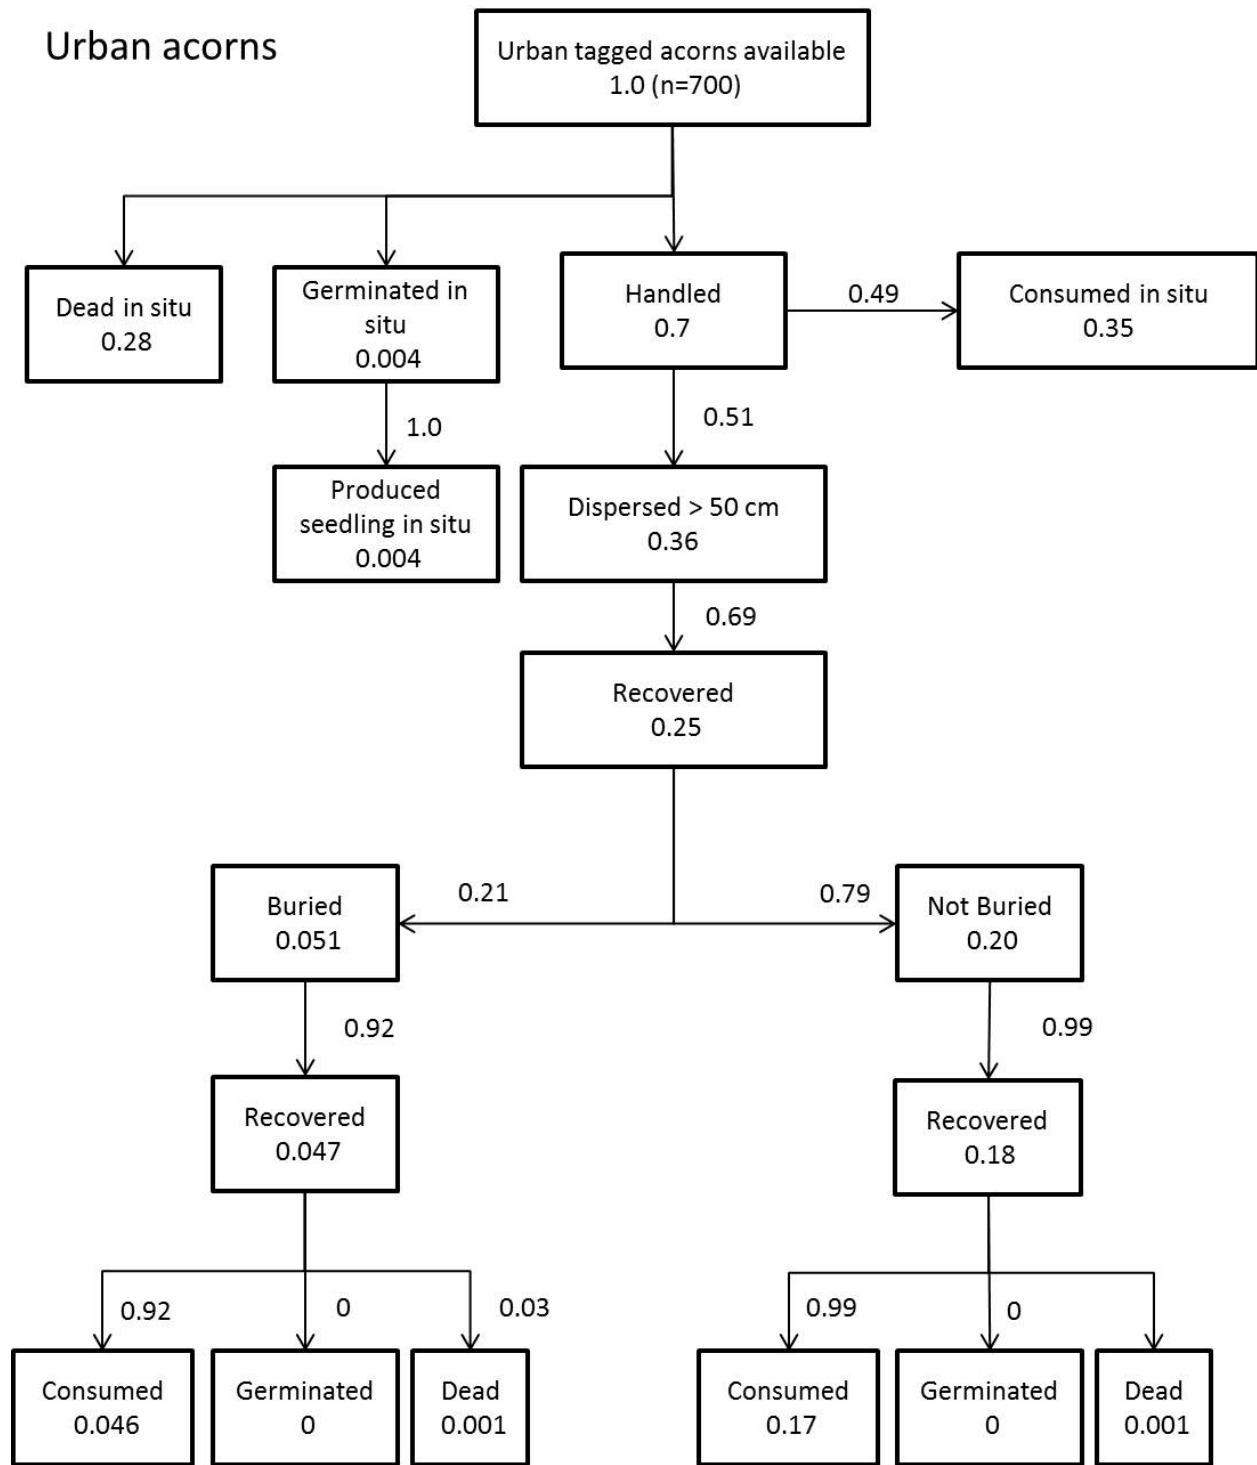 Urban acorns
Urban tagged acorns available
1.0 (n=700)
Dead in situ
0.28
Germinated in
situ
0.004
Handled
0.7
0.49
Consumed in situ
0.35
1.0
0.51
Produced
seedling in situ
0.004
Dispersed > 50 cm
0.36
0.69
Recovered
0.25
Buried
0.051
0.21
0.79
Not Buried
0.20
0.92
0.99
Recovered
0.047
Recovered
0.18
0.92
0
0.03
0.99
0
Consumed
0.046
Germinated
0
Dead
0.001
Consumed
0.17
Germinated
0
Dead
0.001